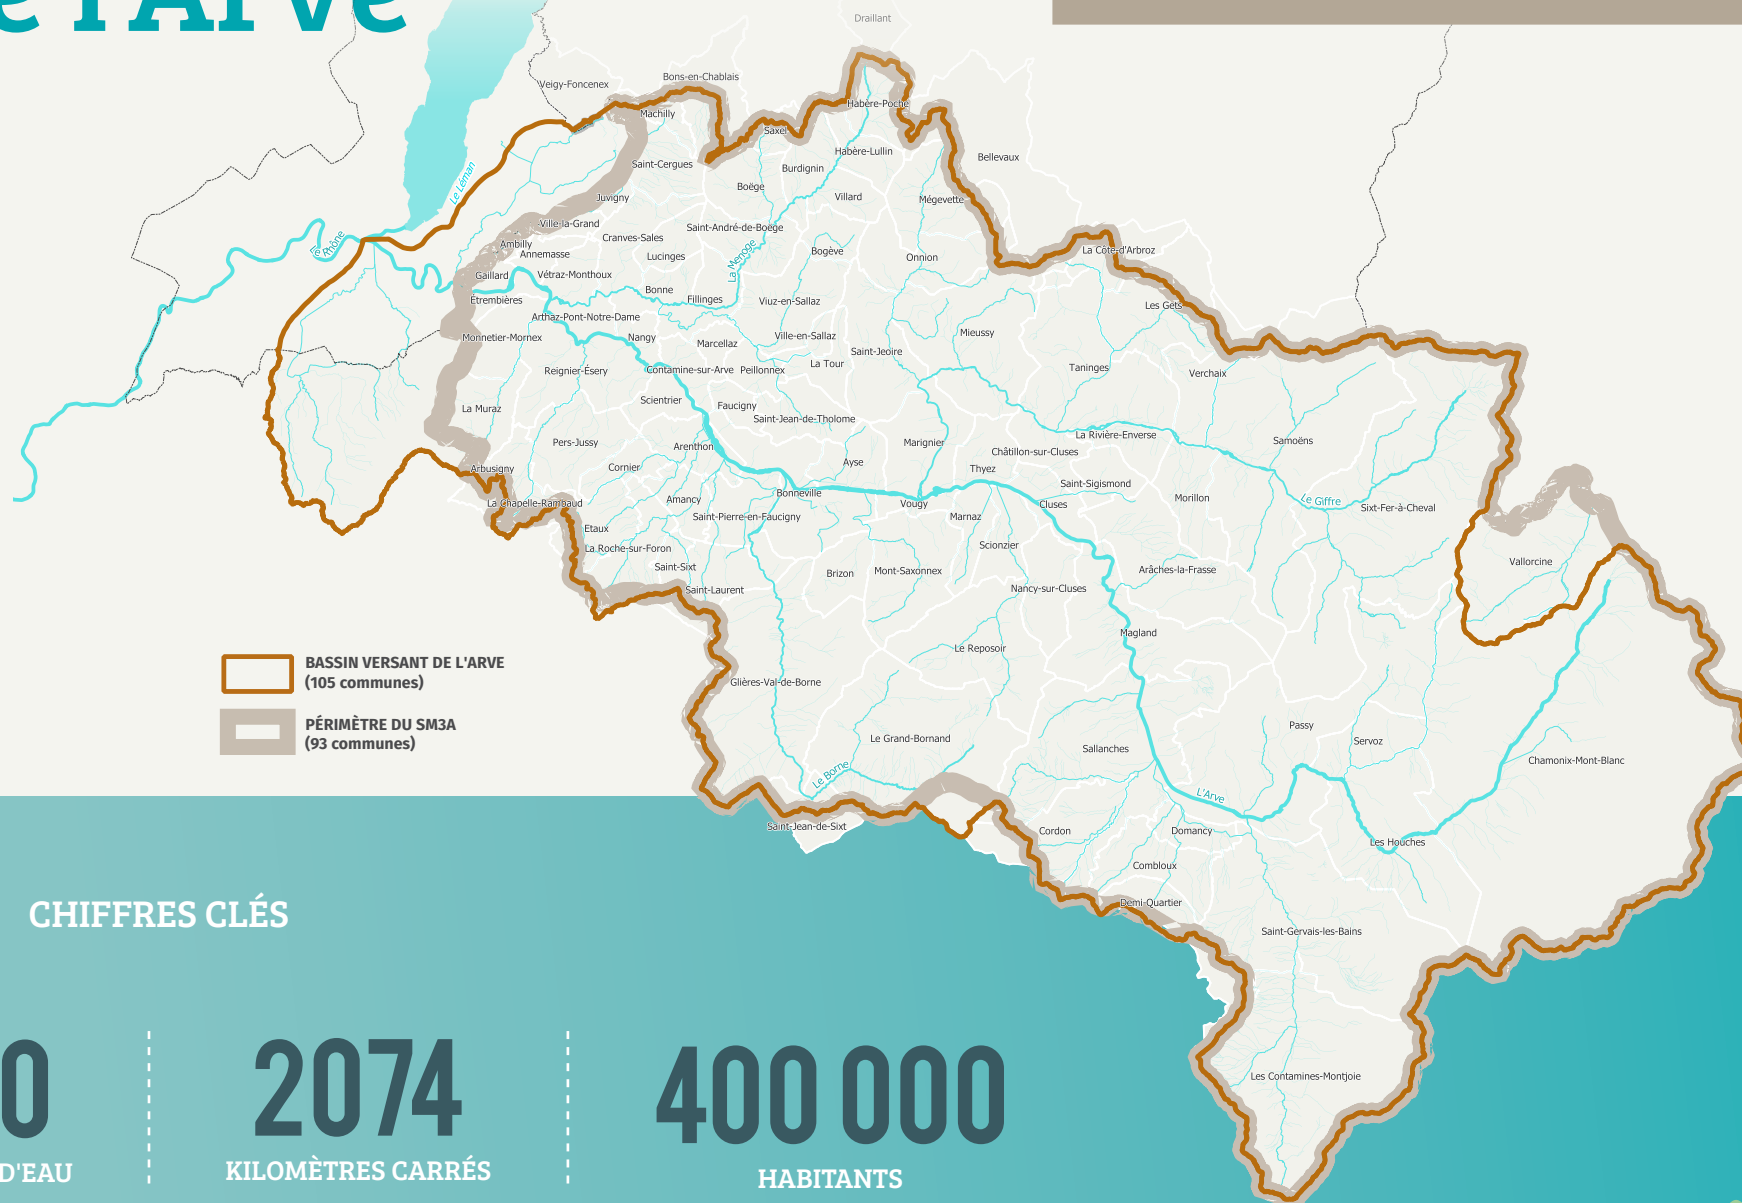 e l'Arve
Draillant
Veigy-Foncenex
Bons-en-Chablais
Machilly
Habère-Poche
Saxel
Saint-Cergues
Habère-Lullin
Bellevaux
Burdignin
Boëge
Juvigny
Villard
Mégevette
Le Léman
Ville-la-Grand
Saint-André-de-Boëge
Cranves-Sales
Ambilly
Annemasse
Le Rhône
Lucinges
La Menoge
Bogève
Onnion
La Côte-d'Arbroz
Gaillard
Vétraz-Monthoux
Étrembières
Bonne
Fillinges
Viuz-en-Sallaz
Les Gets
Arthaz-Pont-Notre-Dame
Monnetier-Mornex
Nangy
Marcellaz
Ville-en-Sallaz
Mieussy
Saint-Jeoire
La Tour
Reignier-Ésery
Contamine-sur-Arve
Peillonnex
Taninges
Verchaix
La Muraz
Scientrier
Faucigny
Saint-Jean-de-Tholome
Pers-Jussy
Arenthon
Marignier
La Rivière-Enverse
Samoëns
Châtillon-sur-Cluses
Arbusigny
Cornier
Ayse
Thyez
Saint-Sigismond
La Chapelle-Rambaud
Amancy
Bonneville
Vougy
Cluses
Morillon
Le Giffre
Sixt-Fer-à-Cheval
Saint-Pierre-en-Faucigny
Marnaz
Etaux
La Roche-sur-Foron
Scionzier
Saint-Sixt
Brizon
Mont-Saxonnex
Arâches-la-Frasse
Vallorcine
Saint-Laurent
Nancy-sur-Cluses
Magland
Le Reposoir
BASSIN VERSANT DE L'ARVE
(105 communes)
Glières-Val-de-Borne
PÉRIMÈTRE DU SM3A
(93 communes)
Le Grand-Bornand
Sallanches
Passy
Servoz
Chamonix-Mont-Blanc
Le Borne
L'Arve
Saint-Jean-de-Sixt
Cordon
Domancy
Les Houches
Combloux
Demi-Quartier
Saint-Gervais-les-Bains
Les Contamines-Montjoie
CHIFFRES CLÉS
0
D'EAU
2074
KILOMÈTRES CARRÉS
400 000
HABITANTS